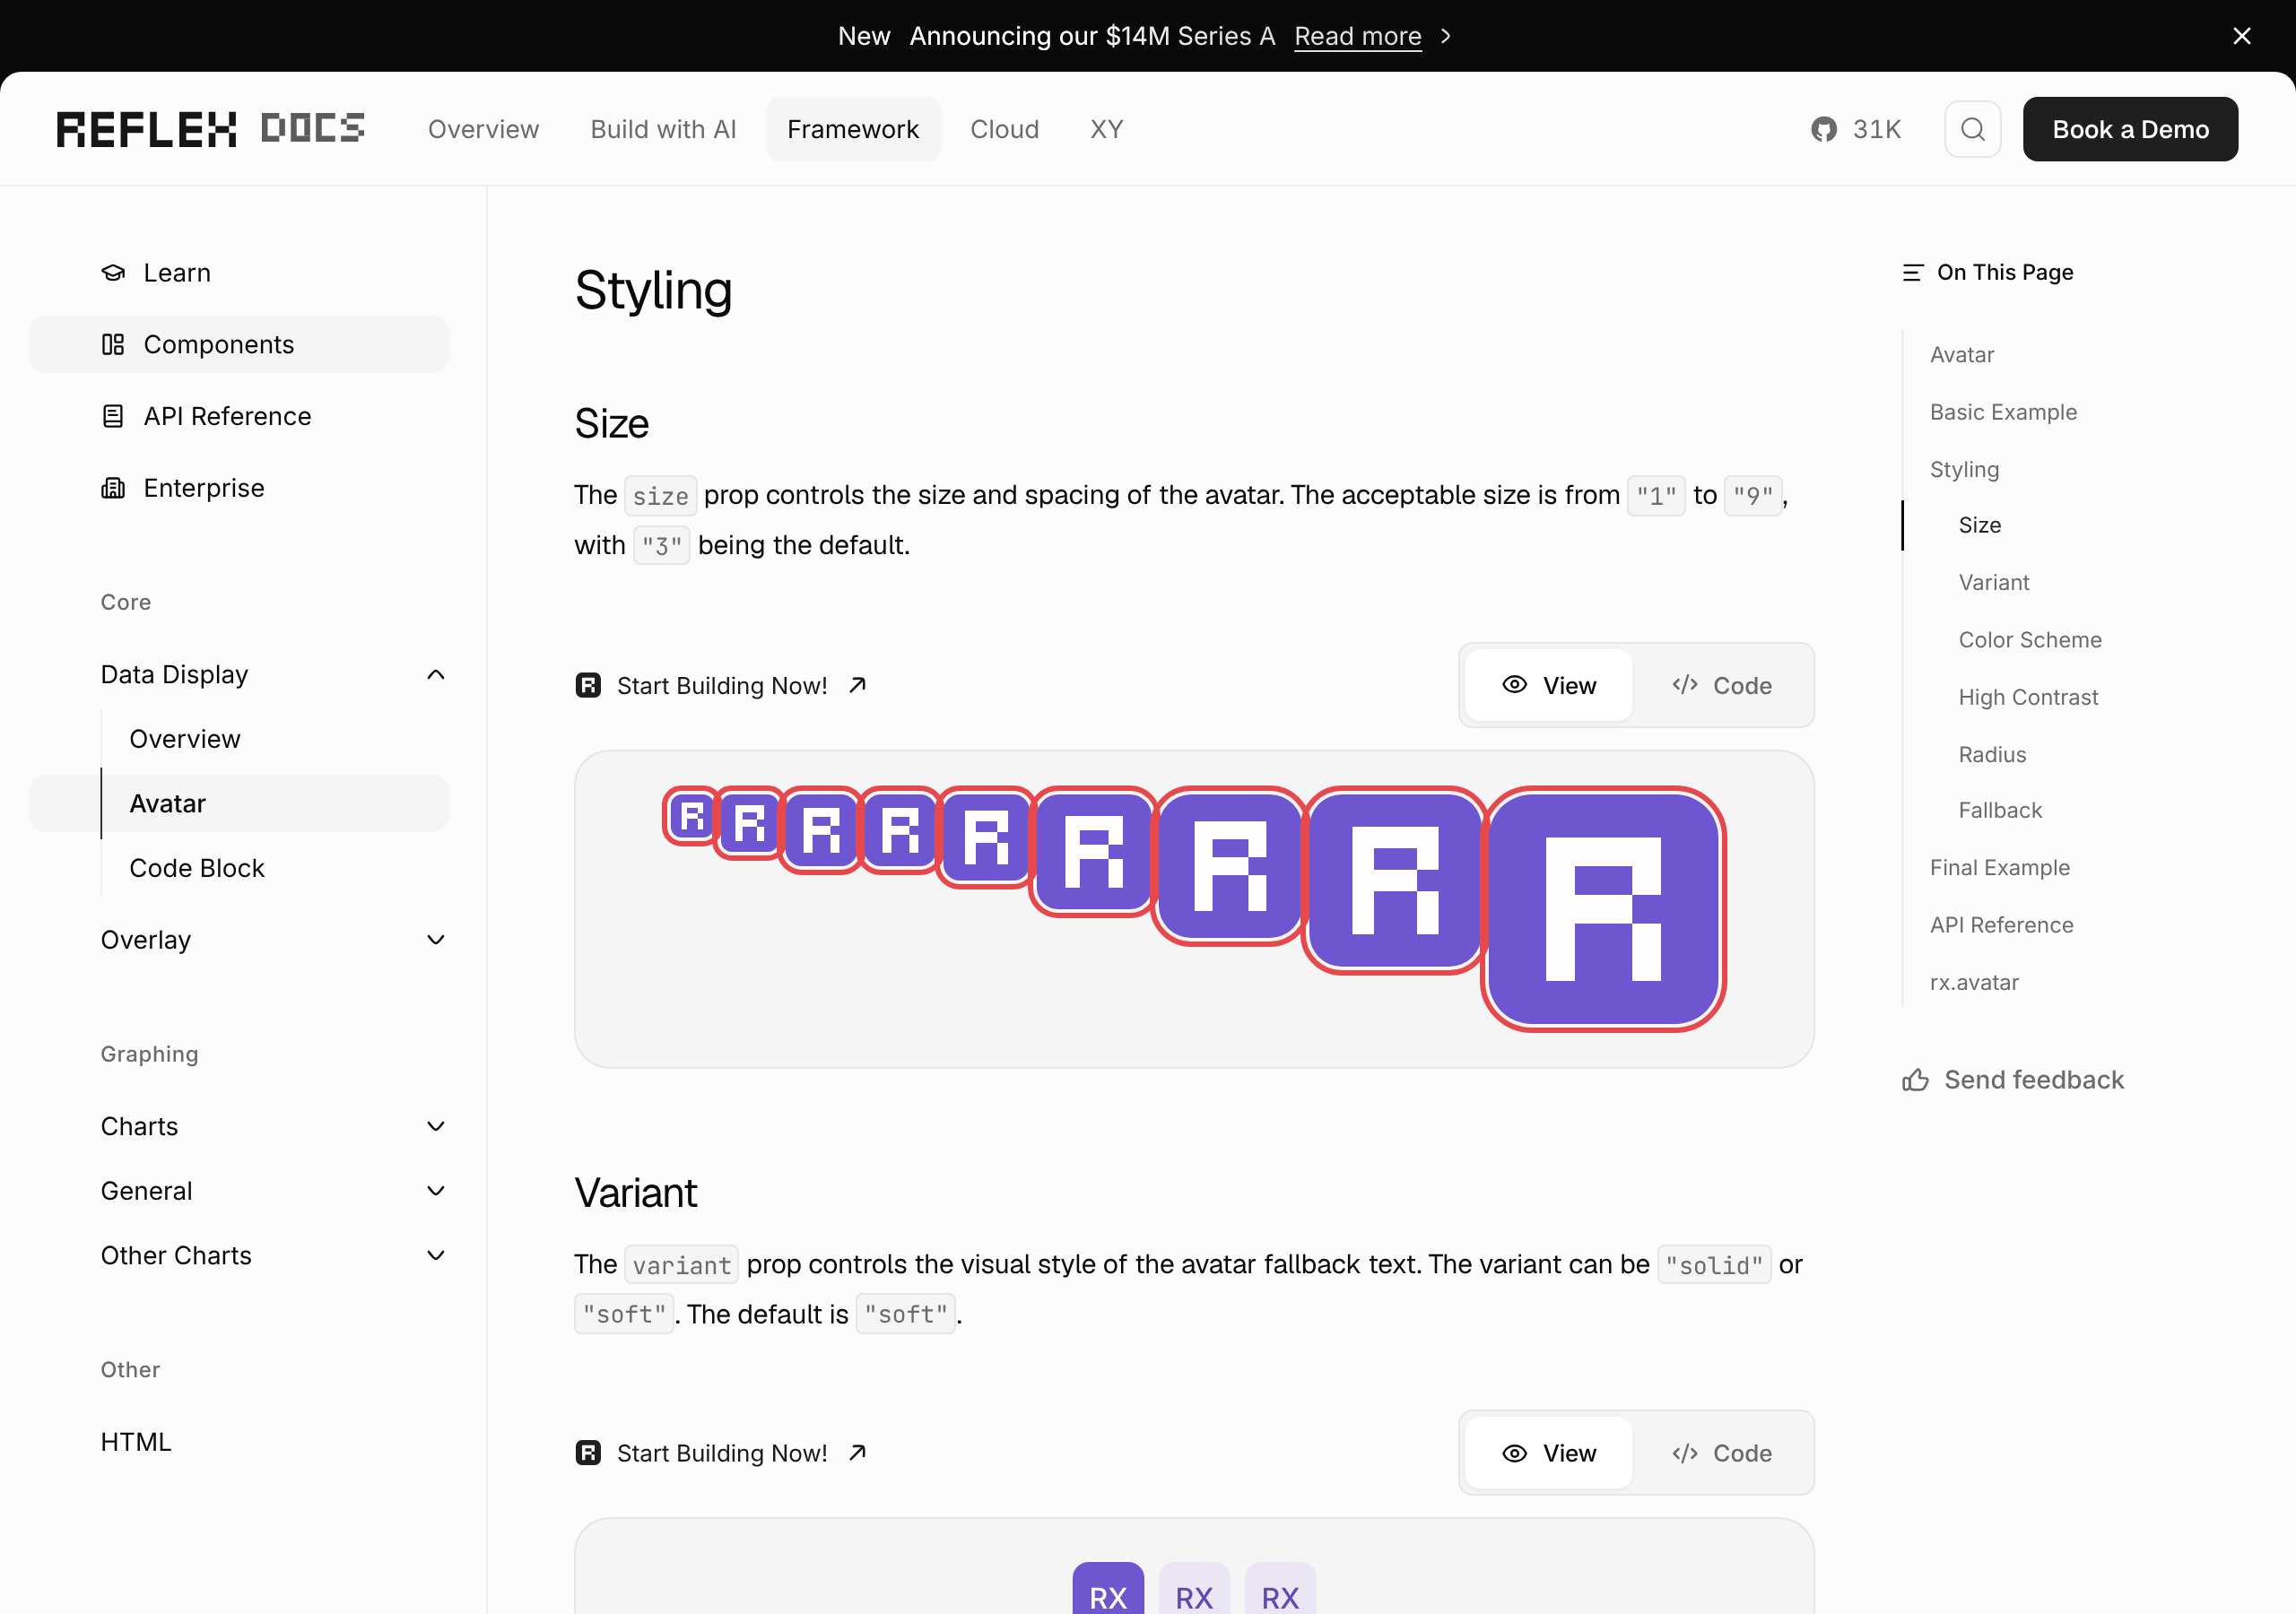 New Announcing our $14M Series A Read more
REFLEX DOCS
Overview
Build with AI
Framework
Cloud
XY
31K
Book a Demo
Learn
Components
API Reference
Enterprise
Core
Data Display
Overview
Avatar
Code Block
Overlay
Graphing
Charts
General
Other Charts
Other
HTML
Styling
Size
The size prop controls the size and spacing of the avatar. The acceptable size is from "1" to "9",
with "3" being the default.
Start Building Now!
View
</> Code
R R R R R R R R R
Variant
The variant prop controls the visual style of the avatar fallback text. The variant can be "solid" or
"soft". The default is "soft".
Start Building Now!
View
</> Code
RX RX RX
On This Page
Avatar
Basic Example
Styling
Size
Variant
Color Scheme
High Contrast
Radius
Fallback
Final Example
API Reference
rx.avatar
Send feedback